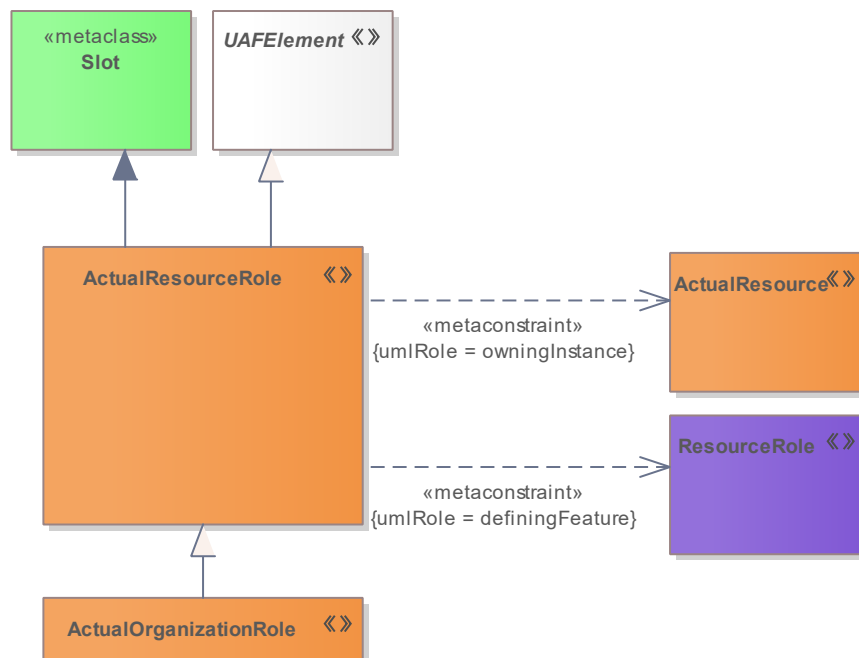 «metaclass»
Slot
UAFElement «»
ActualResourceRole «»
ActualResource «»
«metaconstraint»
{umlRole = owningInstance}
ResourceRole «»
«metaconstraint»
{umlRole = definingFeature}
ActualOrganizationRole «»